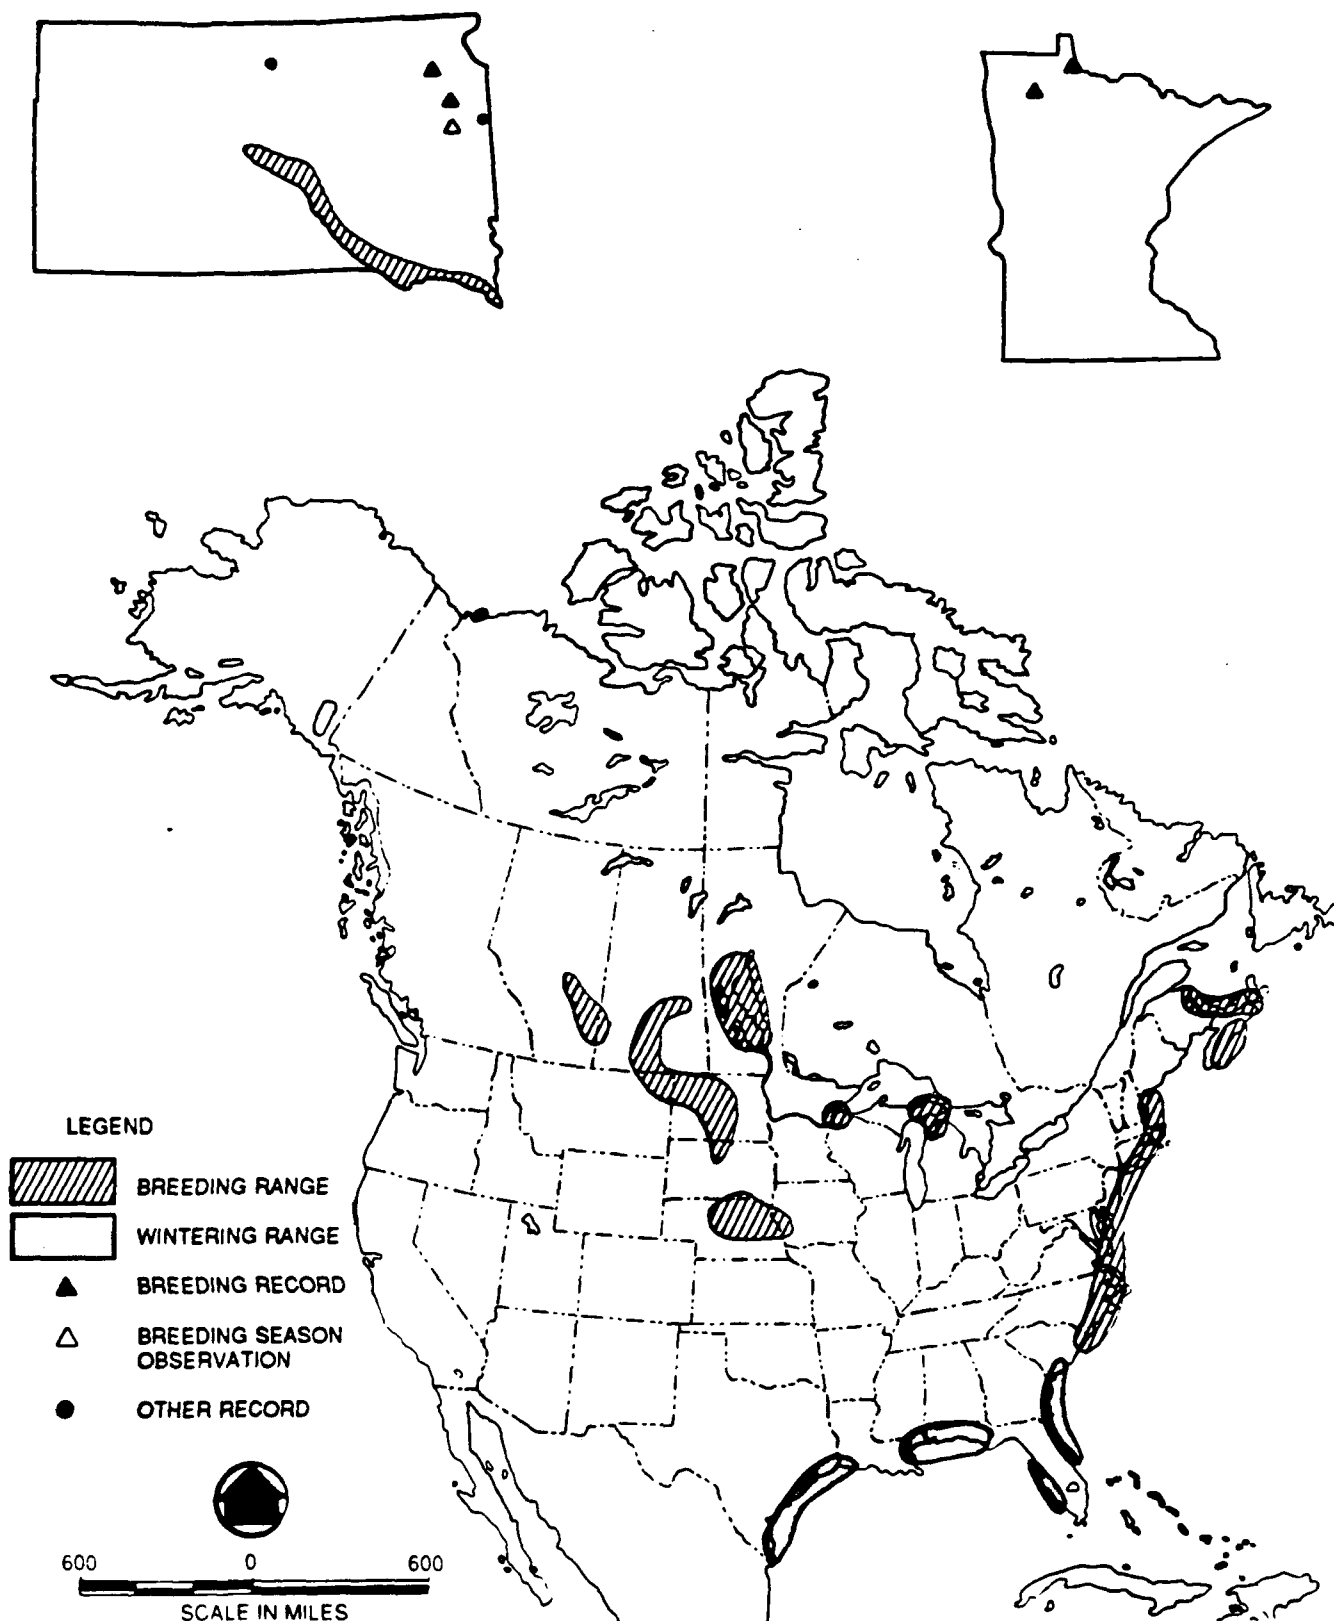 LEGEND
BREEDING RANGE
WINTERING RANGE
BREEDING RECORD
BREEDING SEASON
OBSERVATION
OTHER RECORD
600 0 600
SCALE IN MILES